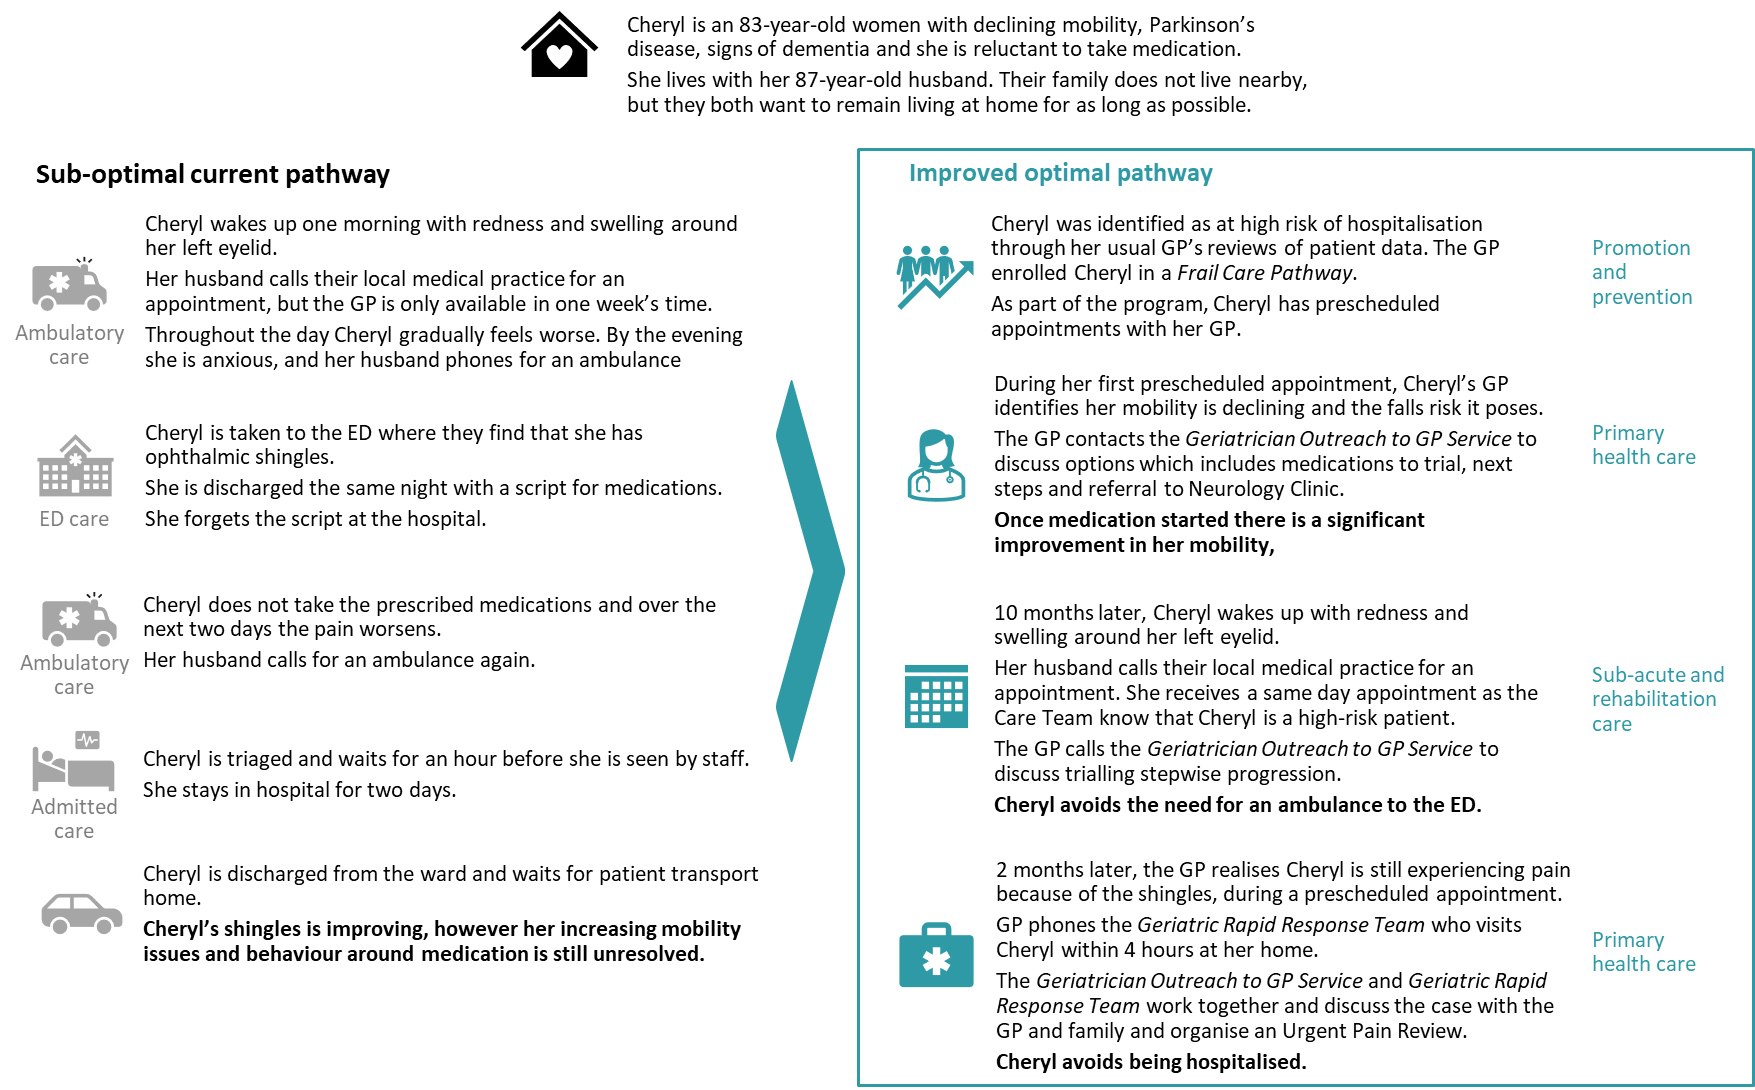 Cheryl is an 83-year-old women with declining mobility, Parkinson's
disease, signs of dementia and she is reluctant to take medication.
She lives with her 87-year-old husband. Their family does not live nearby,
but they both want to remain living at home for as long as possible.
Sub-optimal current pathway
Cheryl wakes up one morning with redness and swelling around
her left eyelid.
Her husband calls their local medical practice for an
appointment, but the GP is only available in one week's time.
Throughout the day Cheryl gradually feels worse. By the evening
she is anxious, and her husband phones for an ambulance
Ambulatory
care
Cheryl is taken to the ED where they find that she has
ophthalmic shingles.
She is discharged the same night with a script for medications.
She forgets the script at the hospital.
ED care
Cheryl does not take the prescribed medications and over the
next two days the pain worsens.
Her husband calls for an ambulance again.
Ambulatory
care
Cheryl is triaged and waits for an hour before she is seen by staff.
She stays in hospital for two days.
Admitted
care
Cheryl is discharged from the ward and waits for patient transport
home.
Cheryl's shingles is improving, however her increasing mobility
issues and behaviour around medication is still unresolved.
Improved optimal pathway
Cheryl was identified as at high risk of hospitalisation
through her usual GP's reviews of patient data. The GP
enrolled Cheryl in a Frail Care Pathway.
As part of the program, Cheryl has prescheduled
appointments with her GP.
Promotion
and
prevention
During her first prescheduled appointment, Cheryl's GP
identifies her mobility is declining and the falls risk it poses.
The GP contacts the Geriatrician Outreach to GP Service to
discuss options which includes medications to trial, next
steps and referral to Neurology Clinic.
Once medication started there is a significant
improvement in her mobility,
Primary
health care
10 months later, Cheryl wakes up with redness and
swelling around her left eyelid.
Her husband calls their local medical practice for an
appointment. She receives a same day appointment as the
Care Team know that Cheryl is a high-risk patient.
The GP calls the Geriatrician Outreach to GP Service to
discuss trialling stepwise progression.
Cheryl avoids the need for an ambulance to the ED.
Sub-acute and
rehabilitation
care
2 months later, the GP realises Cheryl is still experiencing pain
because of the shingles, during a prescheduled appointment.
GP phones the Geriatric Rapid Response Team who visits
Cheryl within 4 hours at her home.
The Geriatrician Outreach to GP Service and Geriatric Rapid
Response Team work together and discuss the case with the
GP and family and organise an Urgent Pain Review.
Cheryl avoids being hospitalised.
Primary
health care